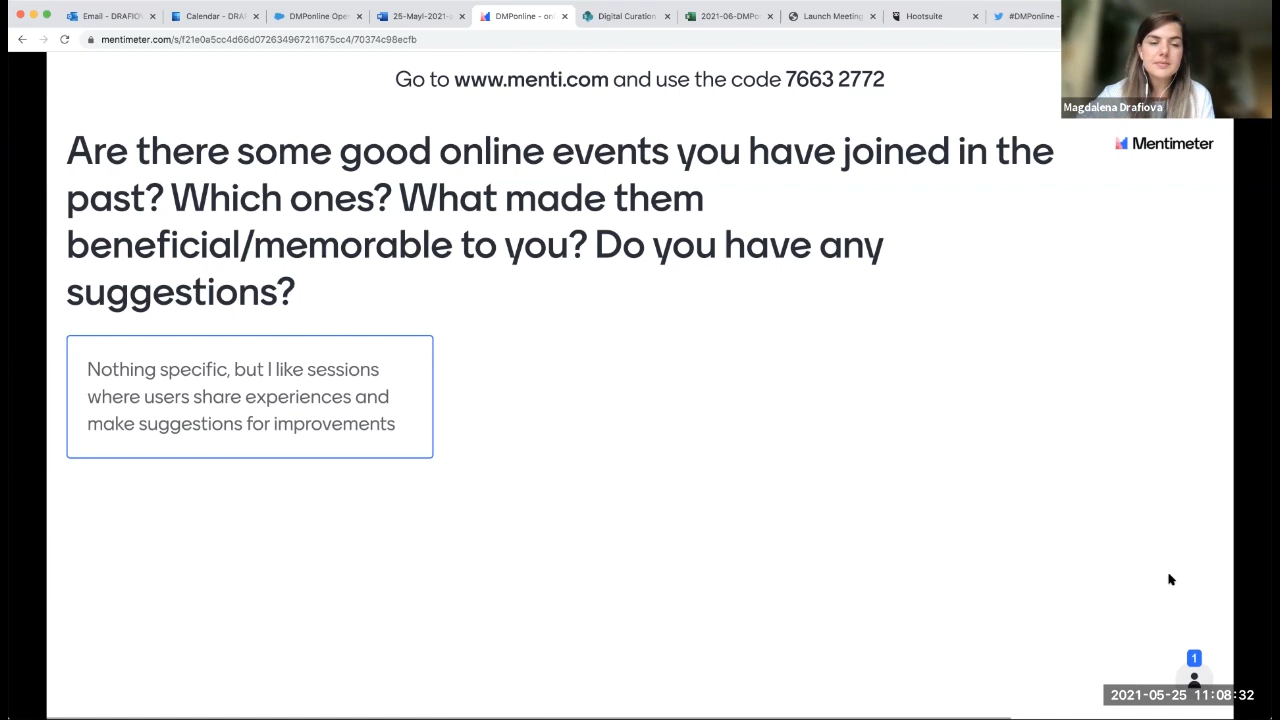 Email - DRAFIOV
Calendar - DRAF
DMPonline Oper
25-Mayl-2021-
DMPonline - onl
Digital Curation
2021-06-DMPo
Launch Meeting
Hootsuite
#DMPonline -
mentimeter.com/s/f21e0a5cc4d66d072634967211675cc4/70374c98ecfb
Go to www.menti.com and use the code 7663 2772
Magdalena Drafiova
Mentimeter
Are there some good online events you have joined in the
past? Which ones? What made them
beneficial/memorable to you? Do you have any
suggestions?
Nothing specific, but I like sessions
where users share experiences and
make suggestions for improvements
1
2021-05-25 11:08:32